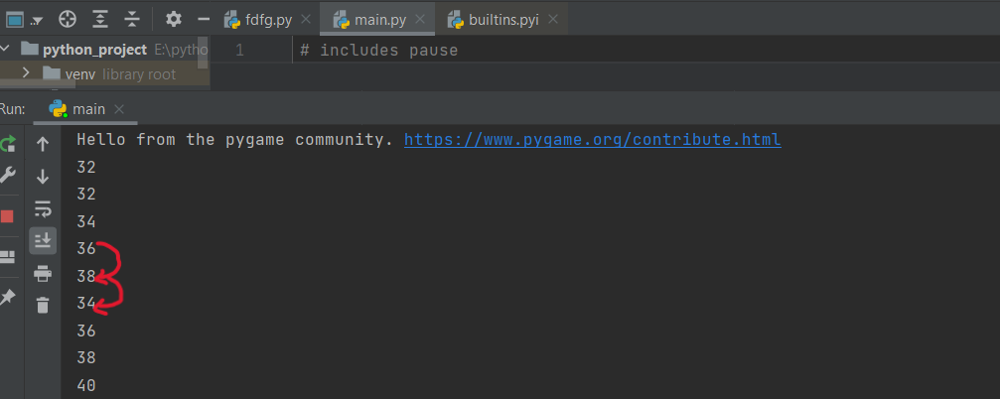 fdfg.py main.py builtins.pyi
python_project E:\pytho 1 # includes pause
venv library root
Run: main
Hello from the pygame community. https://www.pygame.org/contribute.html
32
32
34
36
38
34
36
38
40